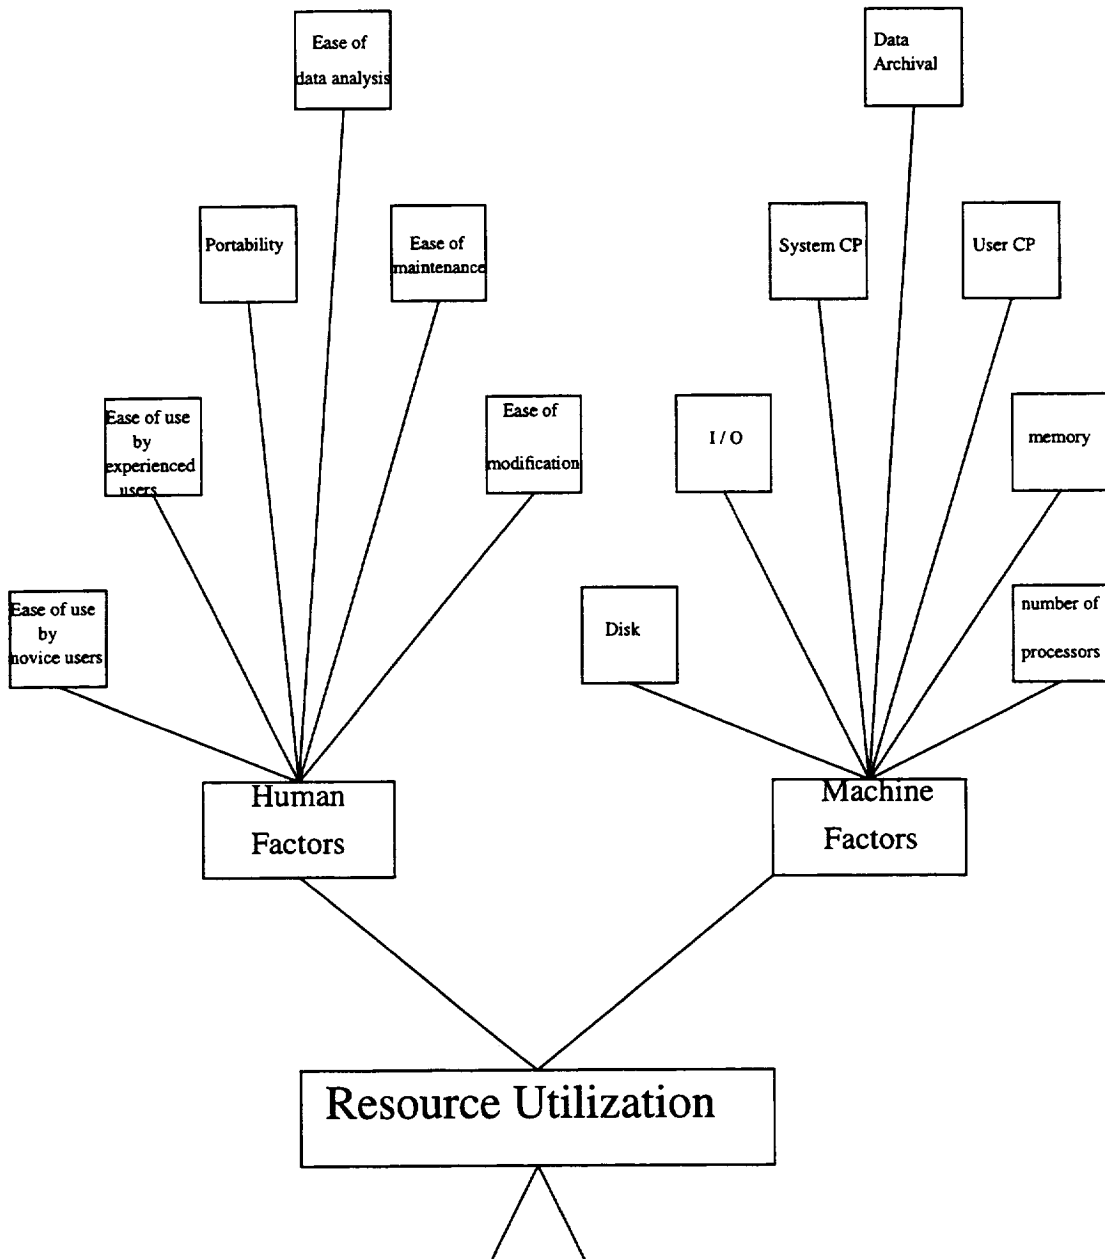 Ease of
data analysis
Data
Archival
Portability
Ease of
maintenance
System CP
User CP
Ease of use
by
experienced
users
Ease of
modification
I / O
memory
Ease of use
by
novice users
Disk
number of
processors
Human
Factors
Machine
Factors
Resource Utilization